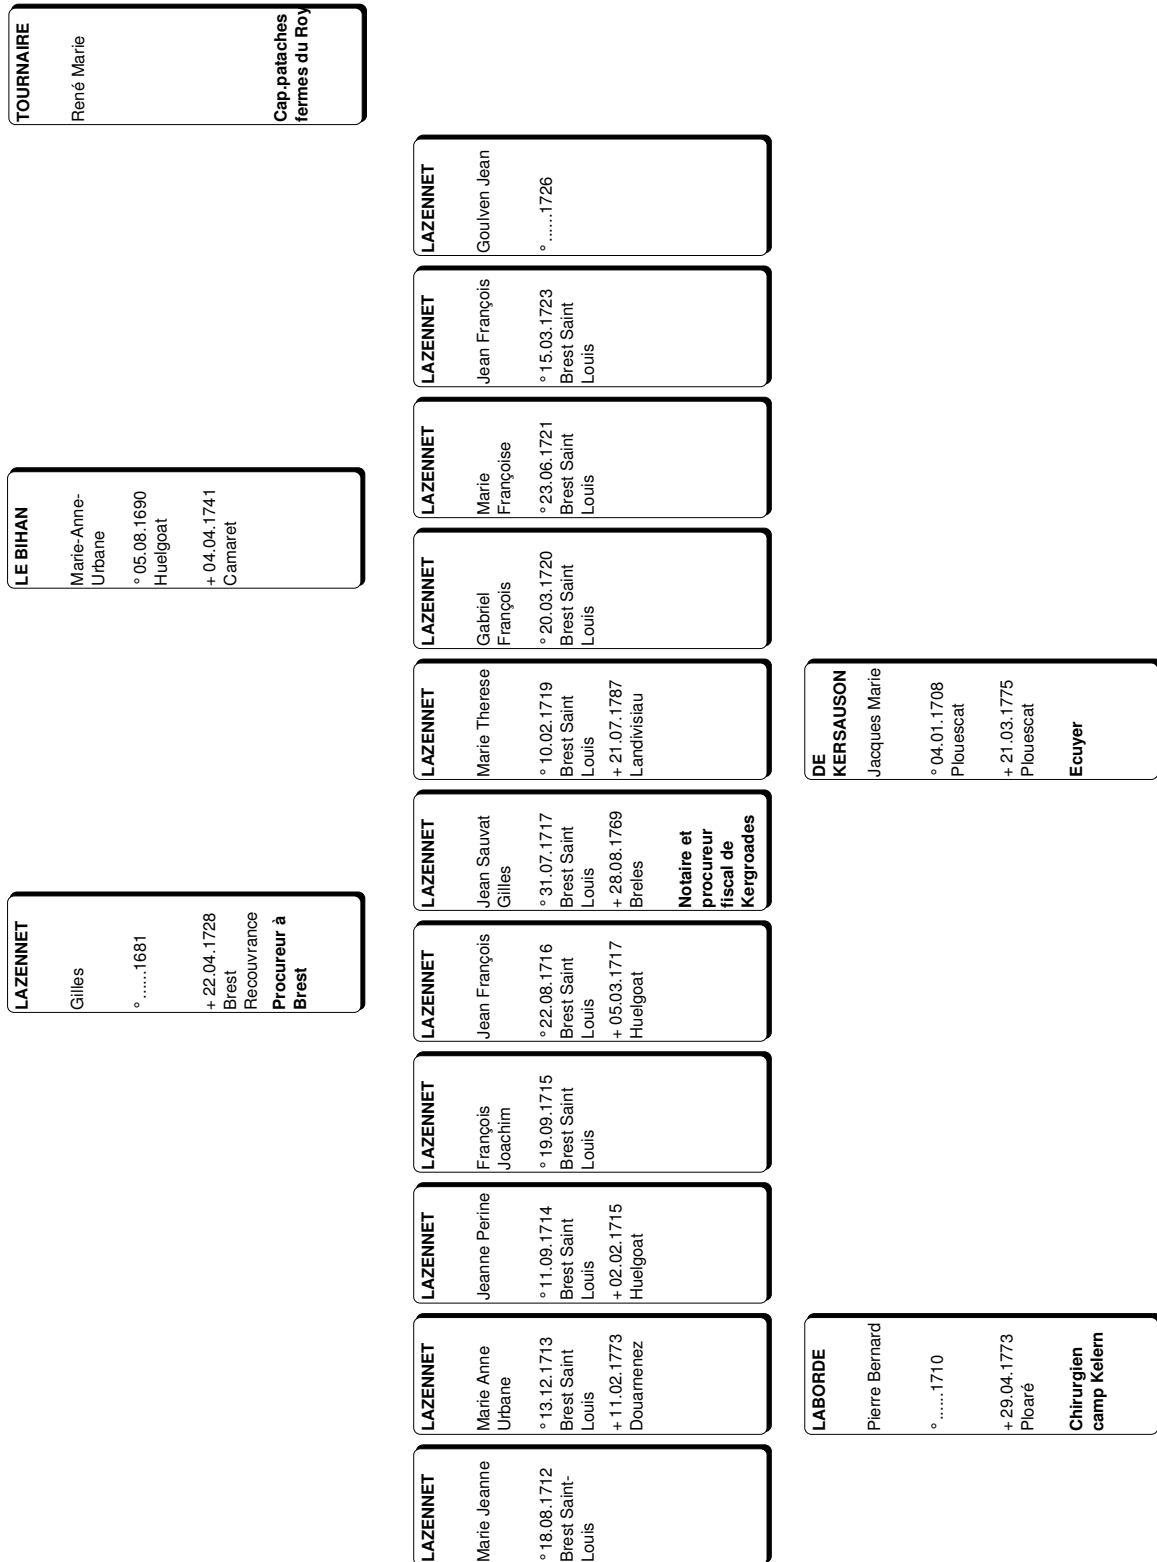 LAZENNET
Gilles
° ......1681
+ 22.04.1728
Brest
Recouvrance
Procureur à
Brest
LE BIHAN
Marie-Anne-
Urbane
° 05.08.1690
Huelgoat
+ 04.04.1741
Camaret
TOURNAIRE
René Marie
Cap.pataches
fermes du Roy
LAZENNET
Marie Jeanne
° 18.08.1712
Brest Saint-
Louis
LAZENNET
Marie Anne
Urbane
° 13.12.1713
Brest Saint
Louis
+ 11.02.1773
Douarnenez
LAZENNET
Jeanne Perine
° 11.09.1714
Brest Saint
Louis
+ 02.02.1715
Huelgoat
LAZENNET
François
Joachim
° 19.09.1715
Brest Saint
Louis
LAZENNET
Jean François
° 22.08.1716
Brest Saint
Louis
+ 05.03.1717
Huelgoat
LAZENNET
Jean Sauvat
Gilles
° 31.07.1717
Brest Saint
Louis
+ 28.08.1769
Breles
Notaire et
procureur
fiscal de
Kergroades
LAZENNET
Marie Therese
° 10.02.1719
Brest Saint
Louis
+ 21.07.1787
Landivisiau
LAZENNET
Gabriel
François
° 20.03.1720
Brest Saint
Louis
LAZENNET
Marie
Françoise
° 23.06.1721
Brest Saint
Louis
LAZENNET
Jean François
° 15.03.1723
Brest Saint
Louis
LAZENNET
Goulven Jean
° ......1726
LABORDE
Pierre Bernard
° ......1710
+ 29.04.1773
Ploaré
Chirurgien
camp Kelern
DE
KERSAUSON
Jacques Marie
° 04.01.1708
Plouescat
+ 21.03.1775
Plouescat
Ecuyer